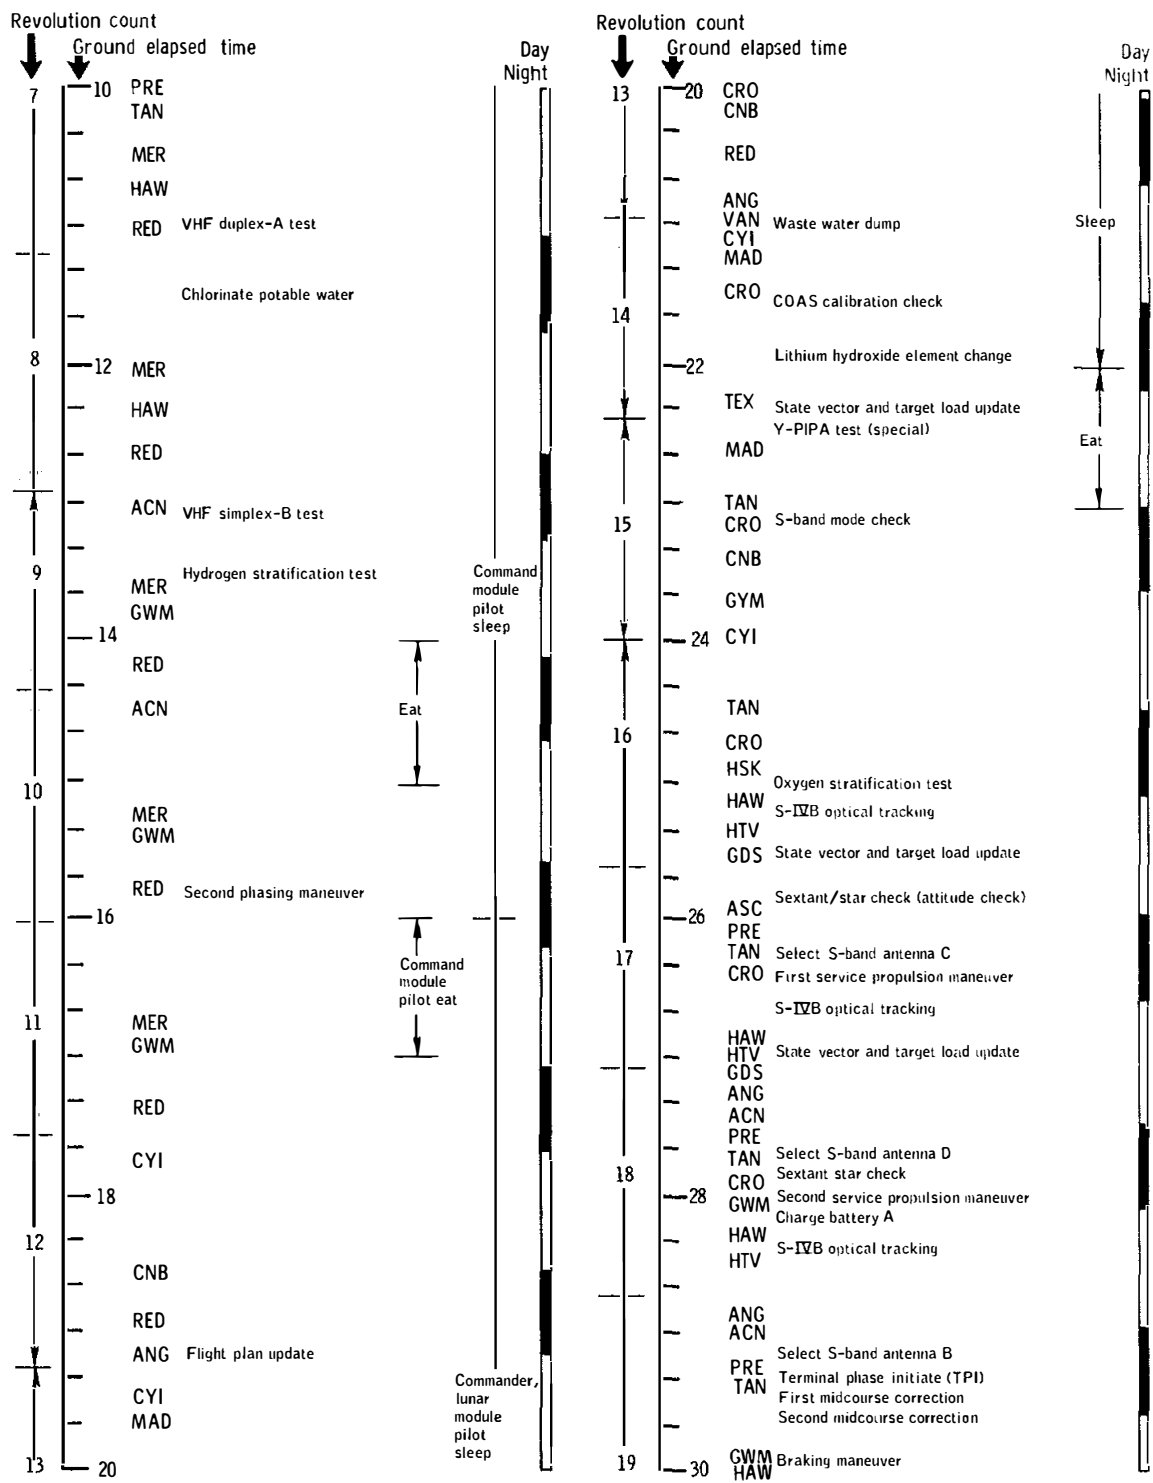 Revolution count
Ground elapsed time
Day
Night
7
10 PRE
TAN
MER
HAW
RED VHF duplex-A test
Chlorinate potable water
8
12 MER
HAW
RED
ACN VHF simplex-B test
9
Hydrogen stratification test
MER
GWM
Command
module
pilot
sleep
14
RED
Eat
ACN
10
MER
GWM
RED Second phasing maneuver
16
Command
module
pilot eat
11
MER
GWM
RED
CYI
18
12
CNB
RED
ANG Flight plan update
CYI
MAD
Commander,
lunar
module
pilot
sleep
13
20
Revolution count
Ground elapsed time
Day
Night
13
20 CRO
CNB
RED
ANG
VAN Waste water dump
CYI
MAD
Sleep
CRO COAS calibration check
14
Lithium hydroxide element change
22
TEX State vector and target load update
Y-PIPA test (special)
MAD
Eat
TAN
CRO S-band mode check
15
CNB
GYM
24 CYI
TAN
16
CRO
HSK
Oxygen stratification test
HAW S-IVB optical tracking
HTV
GDS State vector and target load update
Sextant/star check (attitude check)
26 ASC
PRE
TAN Select S-band antenna C
17
CRO First service propulsion maneuver
S-IVB optical tracking
HAW
HTV State vector and target load update
GDS
ANG
ACN
PRE
TAN Select S-band antenna D
Sextant star check
18
CRO
28 GWM Second service propulsion maneuver
Charge battery A
HAW
S-IVB optical tracking
HTV
ANG
ACN
Select S-band antenna B
PRE
Terminal phase initiate (TPI)
TAN
First midcourse correction
Second midcourse correction
19
GWM Braking maneuver
30 HAW